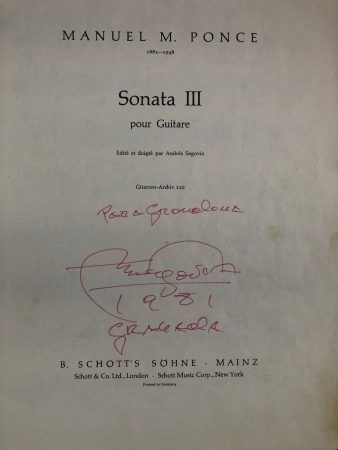 MANUEL M. PONCE
1882–1948
Sonata III
pour Guitare
Edité et doigté par Andrés Segovia
Gitarren-Archiv 110
Para
1981
B. SCHOTT'S SÖHNE · MAINZ
Schott & Co. Ltd., London · Schott Music Corp., New York
Printed in Germany